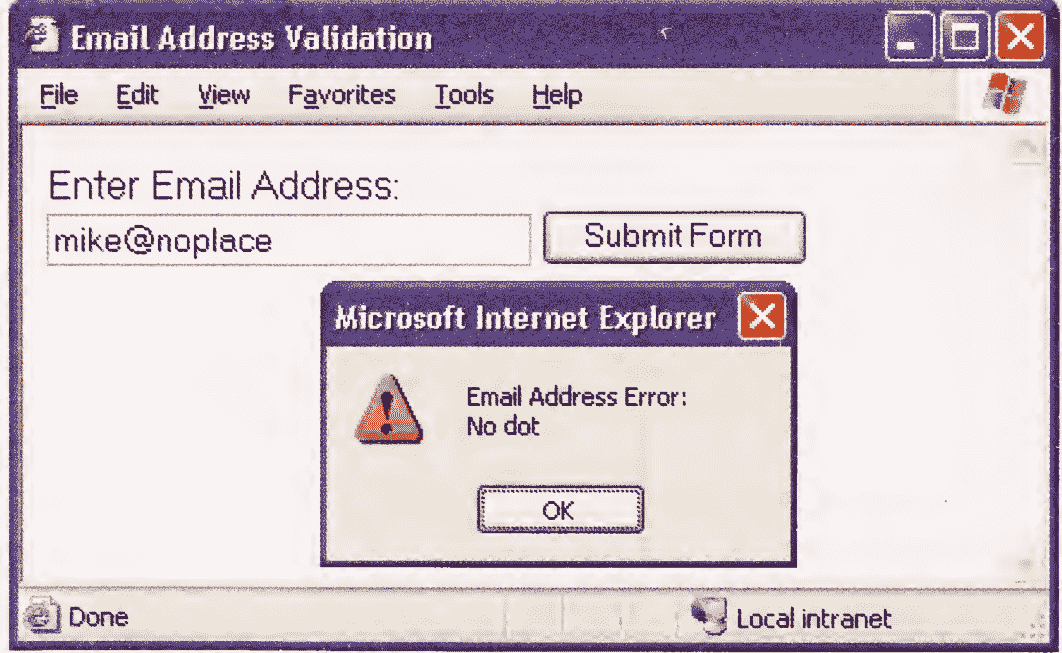 Email Address Validation
File Edit View Favorites Tools Help
Enter Email Address:
mike@noplace
Submit Form
Microsoft Internet Explorer
Email Address Error:
No dot
OK
Done
Local intranet